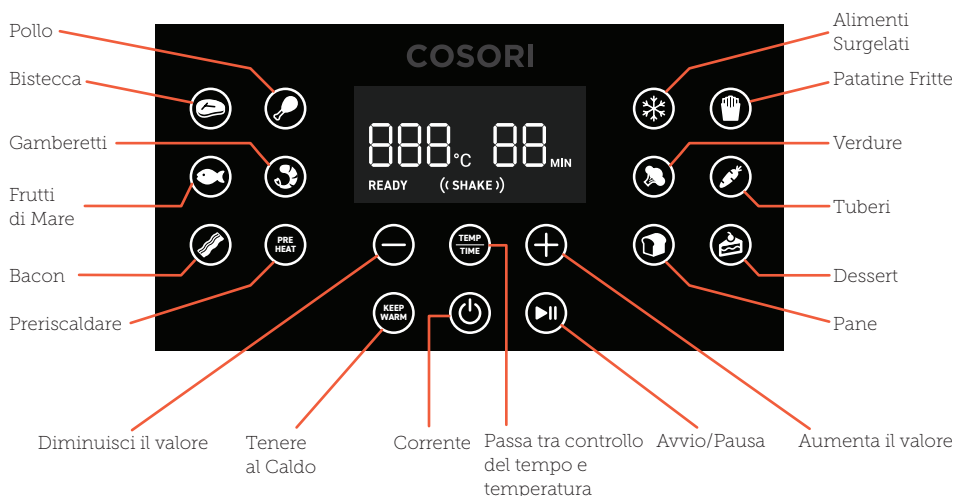 Pollo
Bistecca
Gamberetti
Frutti
di Mare
Bacon
Preriscaldare
COSORI
888 °C 88 MIN
READY ((SHAKE))
PRE
HEAT
TEMP
TIME
KEEP
WARM
Alimenti
Surgelati
Patatine Fritte
Verdure
Tuberi
Dessert
Pane
Diminuisci il valore
Tenere
al Caldo
Corrente
Passa tra controllo
del tempo e
temperatura
Avvio/Pausa
Aumenta il valore